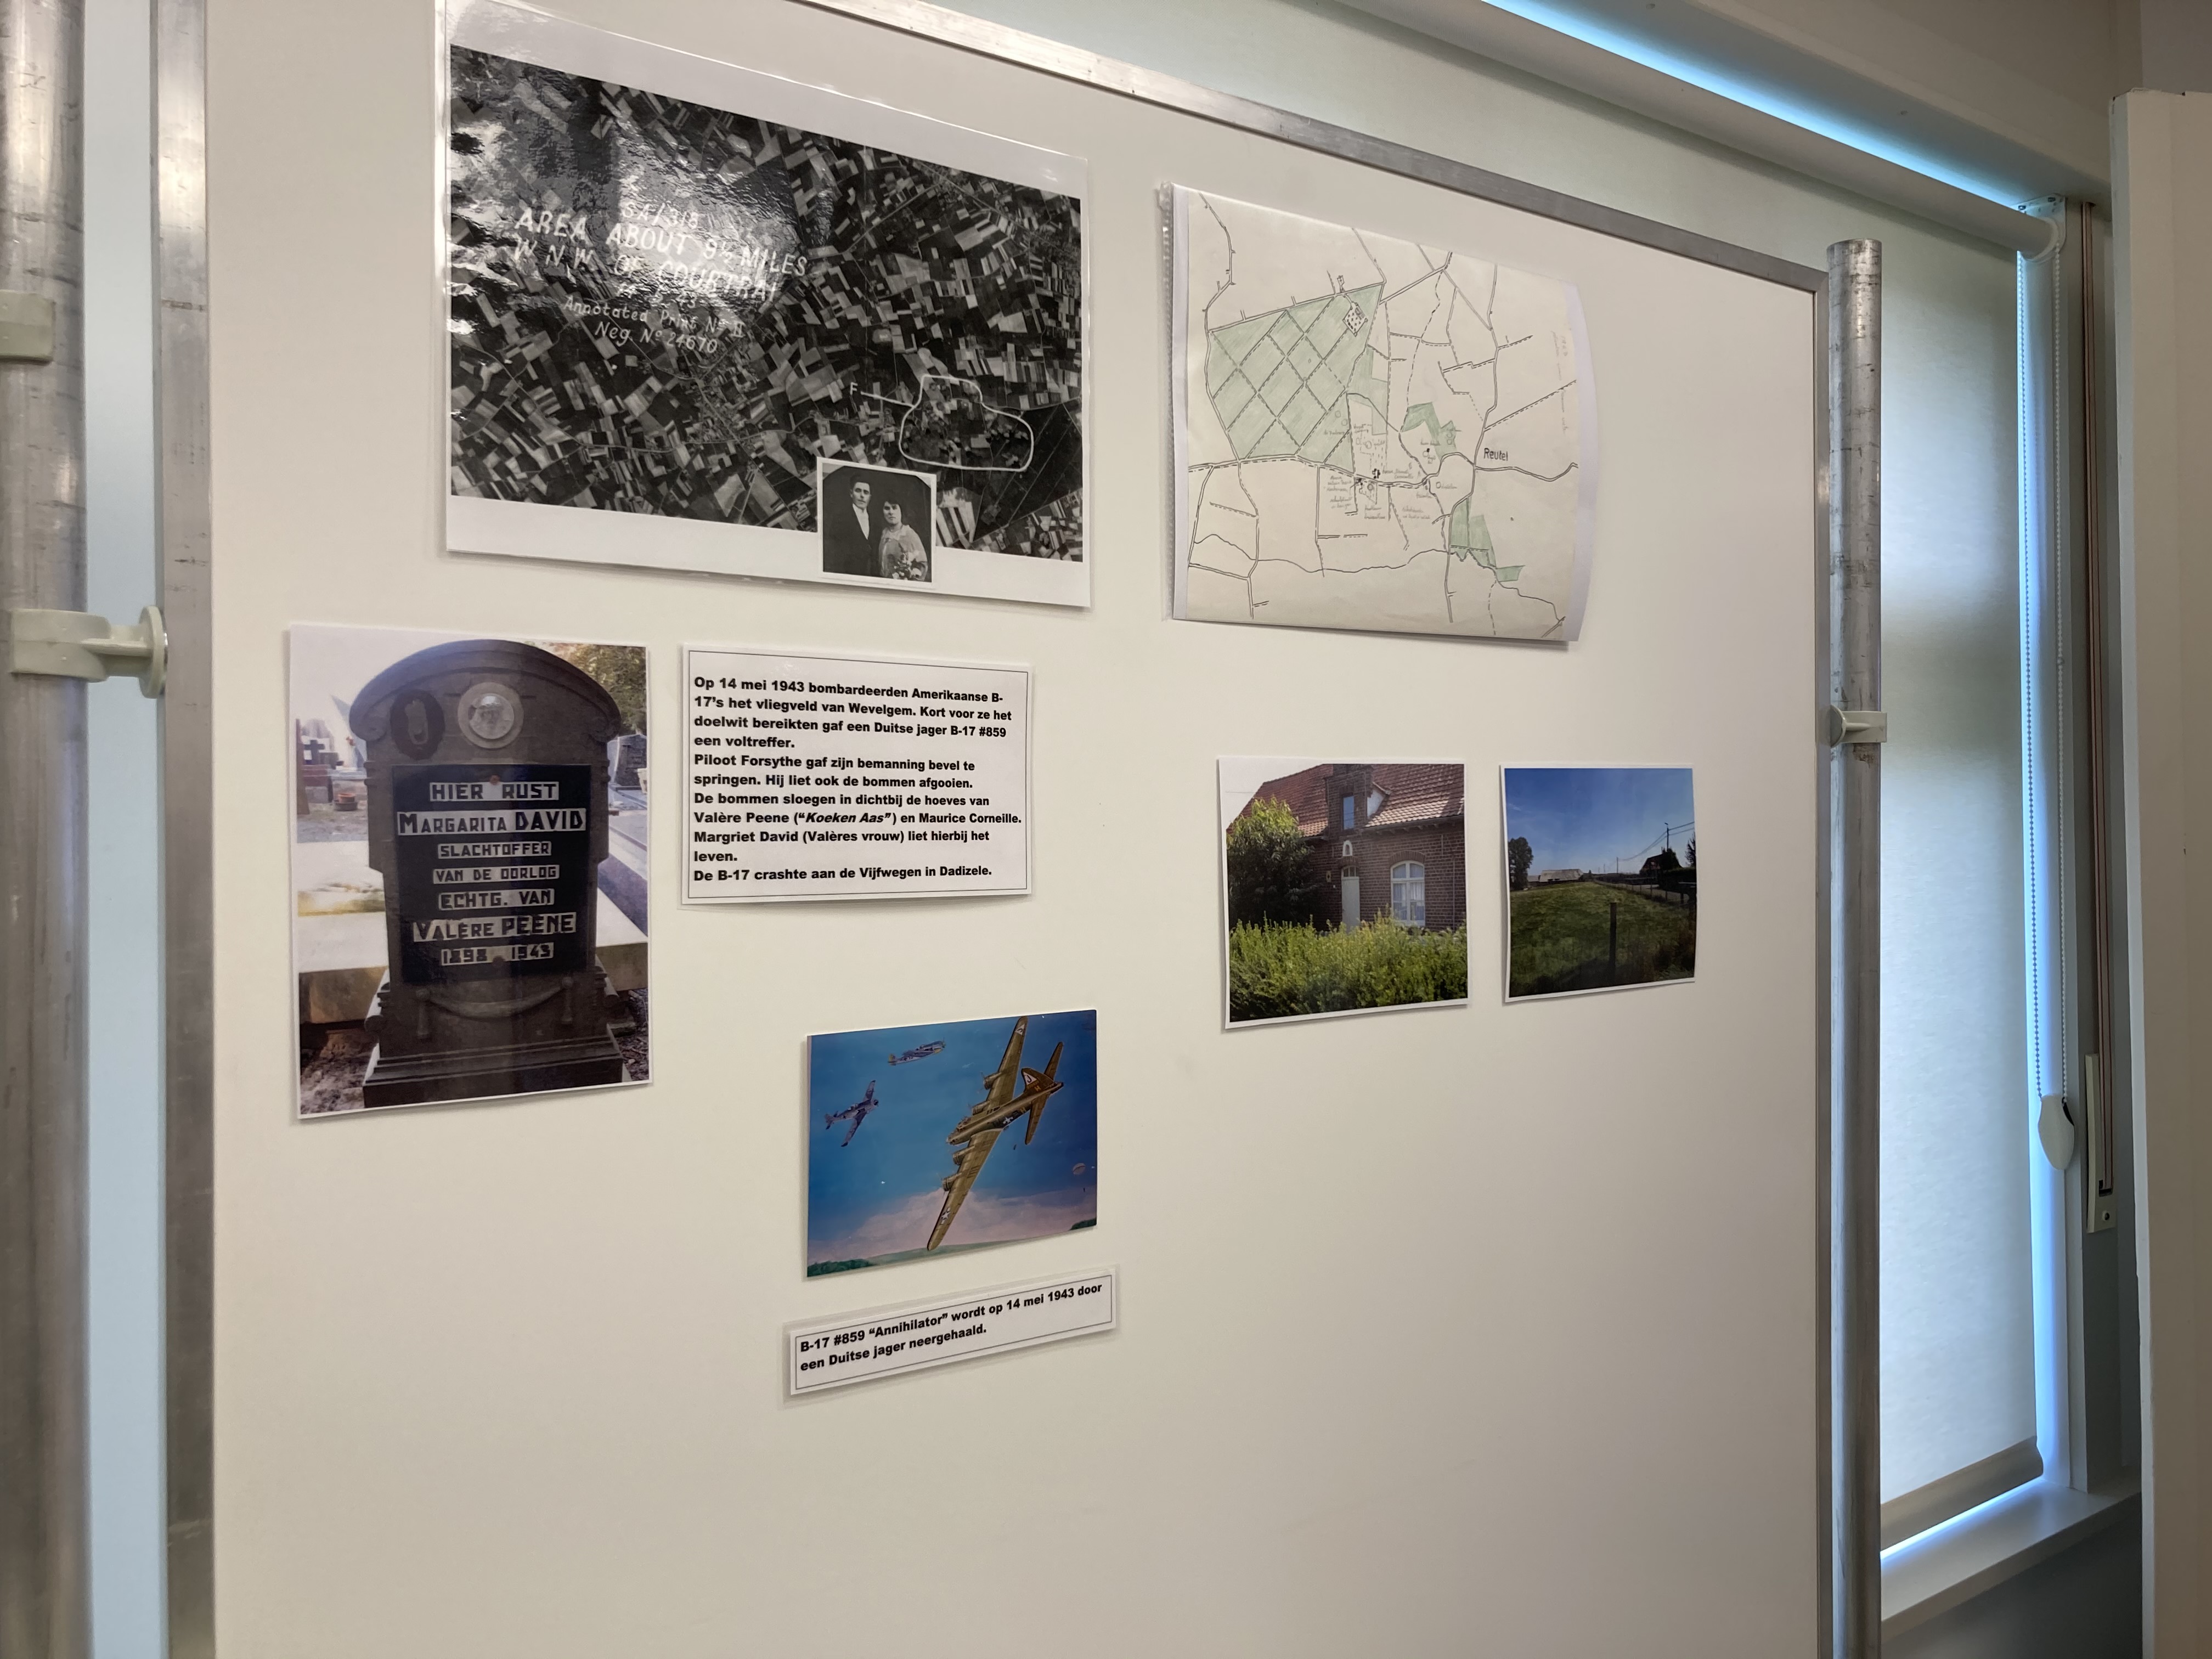 SA/318
AREA ABOUT 9½ MILES
W.N.W. OF COURTRAI
Annotated Print Nº II
Neg. Nº 24670
F
Reutel
HIER RUST
MARGARITA DAVID
SLACHTOFFER
VAN DE OORLOG
ECHTG. VAN
VALÈRE PEENE
1898 1943
Op 14 mei 1943 bombardeerden Amerikaanse B-
17's het vliegveld van Wevelgem. Kort voor ze het
doelwit bereikten gaf een Duitse jager B-17 #859
een voltreffer.
Piloot Forsythe gaf zijn bemanning bevel te
springen. Hij liet ook de bommen afgooien.
De bommen sloegen in dichtbij de hoeves van
Valère Peene (“Koeken Aas”) en Maurice Corneille.
Margriet David (Valères vrouw) liet hierbij het
leven.
De B-17 crashte aan de Vijfwegen in Dadizele.
B-17 #859 “Annihilator” wordt op 14 mei 1943 door
een Duitse jager neergehaald.